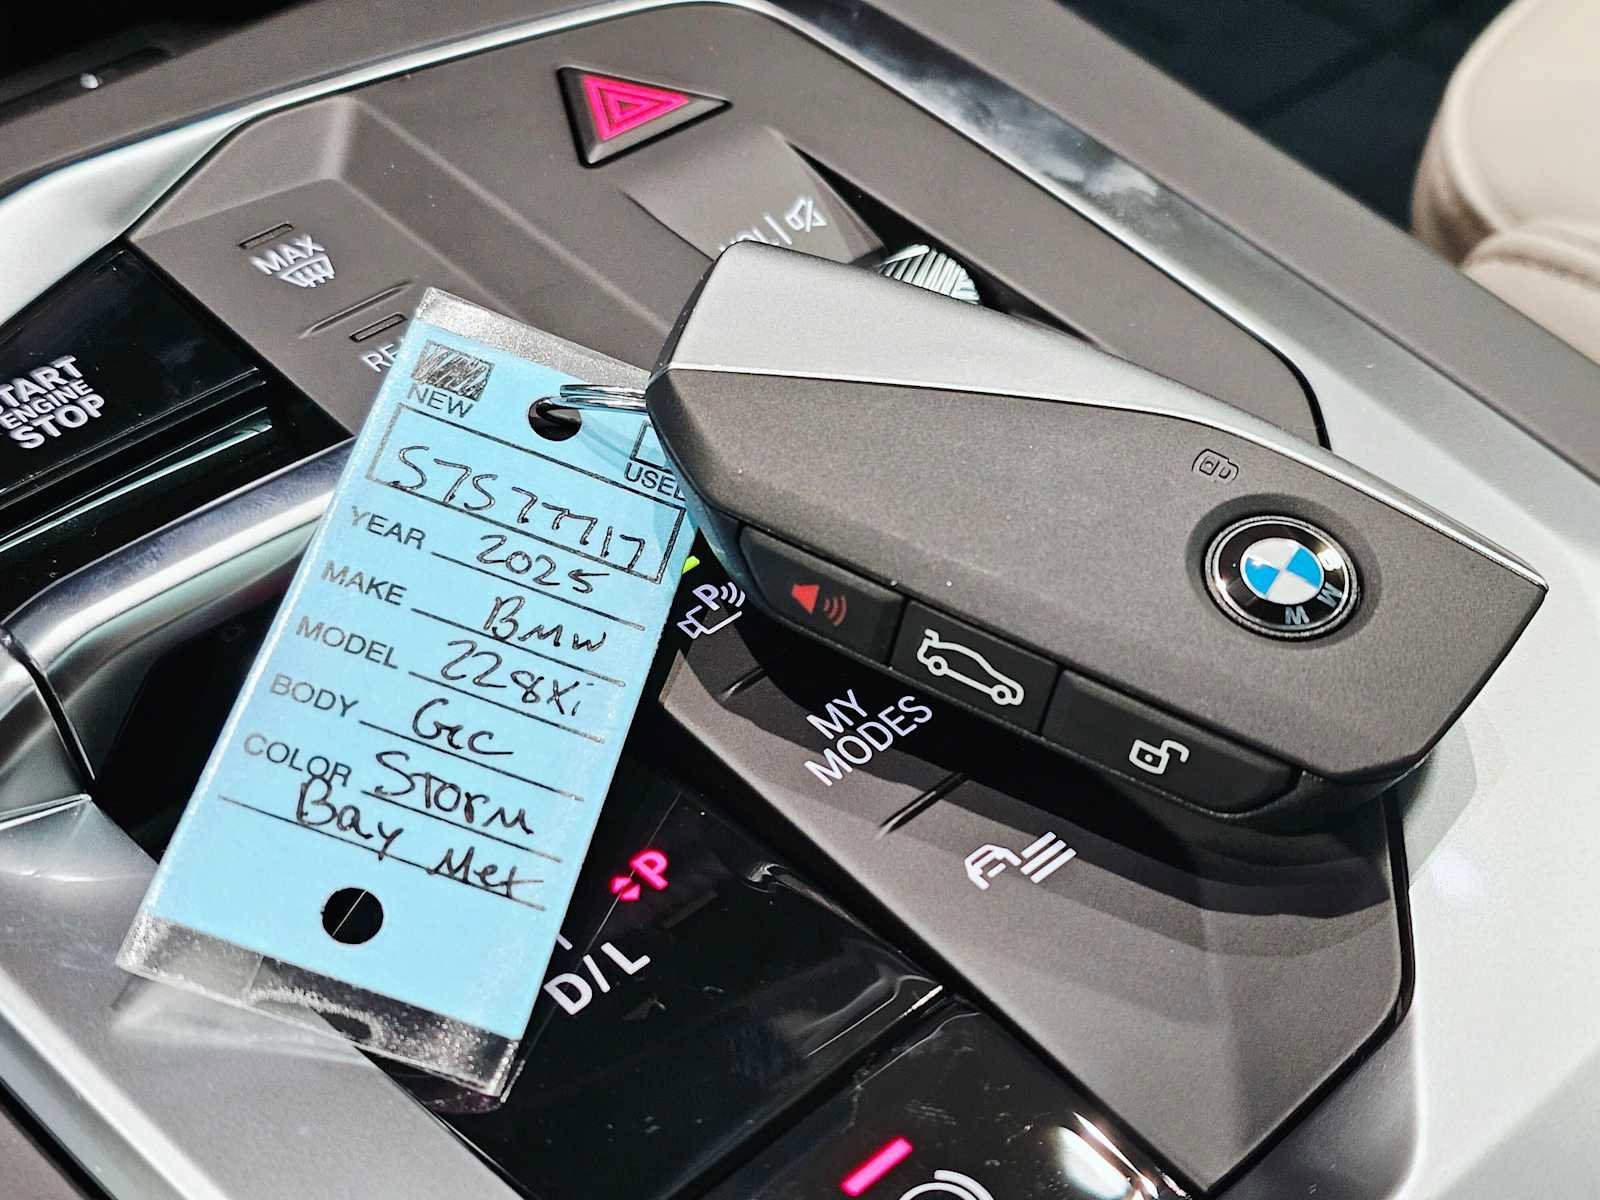 MAX
START
ENGINE
STOP
VOL
NEW
USED
S7S77717
YEAR 2025
MAKE BMW
MODEL 228Xi
BODY GC
COLOR Storm
Bay Met
BMW
P
MY
MODES
P
D/L